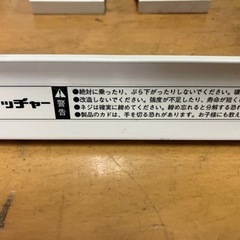 ッチャー
警告
●絶対に乗ったり、ぶら下がったりしないでください。
●改造しないでください。強度が不足したり、寿命が短く
●ネジは確実に締めてください。締め忘れると分解する恐
●製品のカドは、手を切る恐れがあります。お子様にも